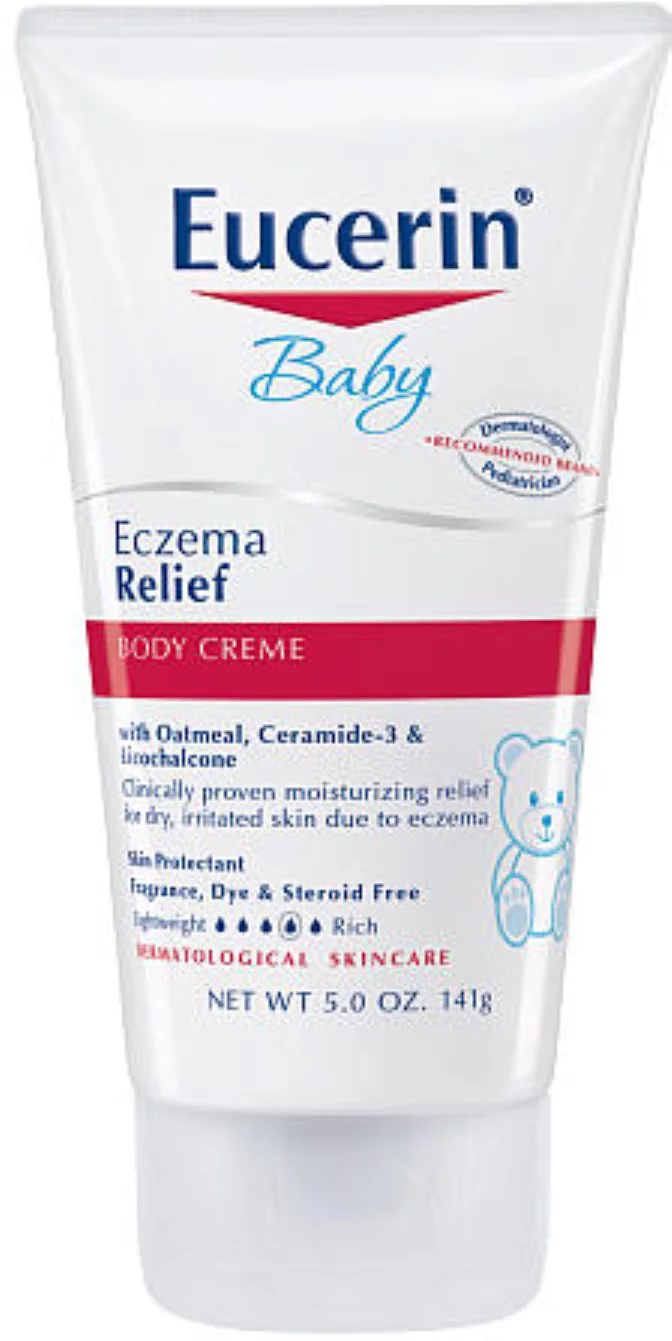 Eucerin®
Baby
Dermatologist
•RECOMMENDED BRAND•
Pediatrician
Eczema
Relief
BODY CREME
with Oatmeal, Ceramide-3 &
Licochalcone
Clinically proven moisturizing relief
for dry, irritated skin due to eczema
Skin Protectant
Fragrance, Dye & Steroid Free
Lightweight Rich
DERMATOLOGICAL SKINCARE
NET WT 5.0 OZ. 141g